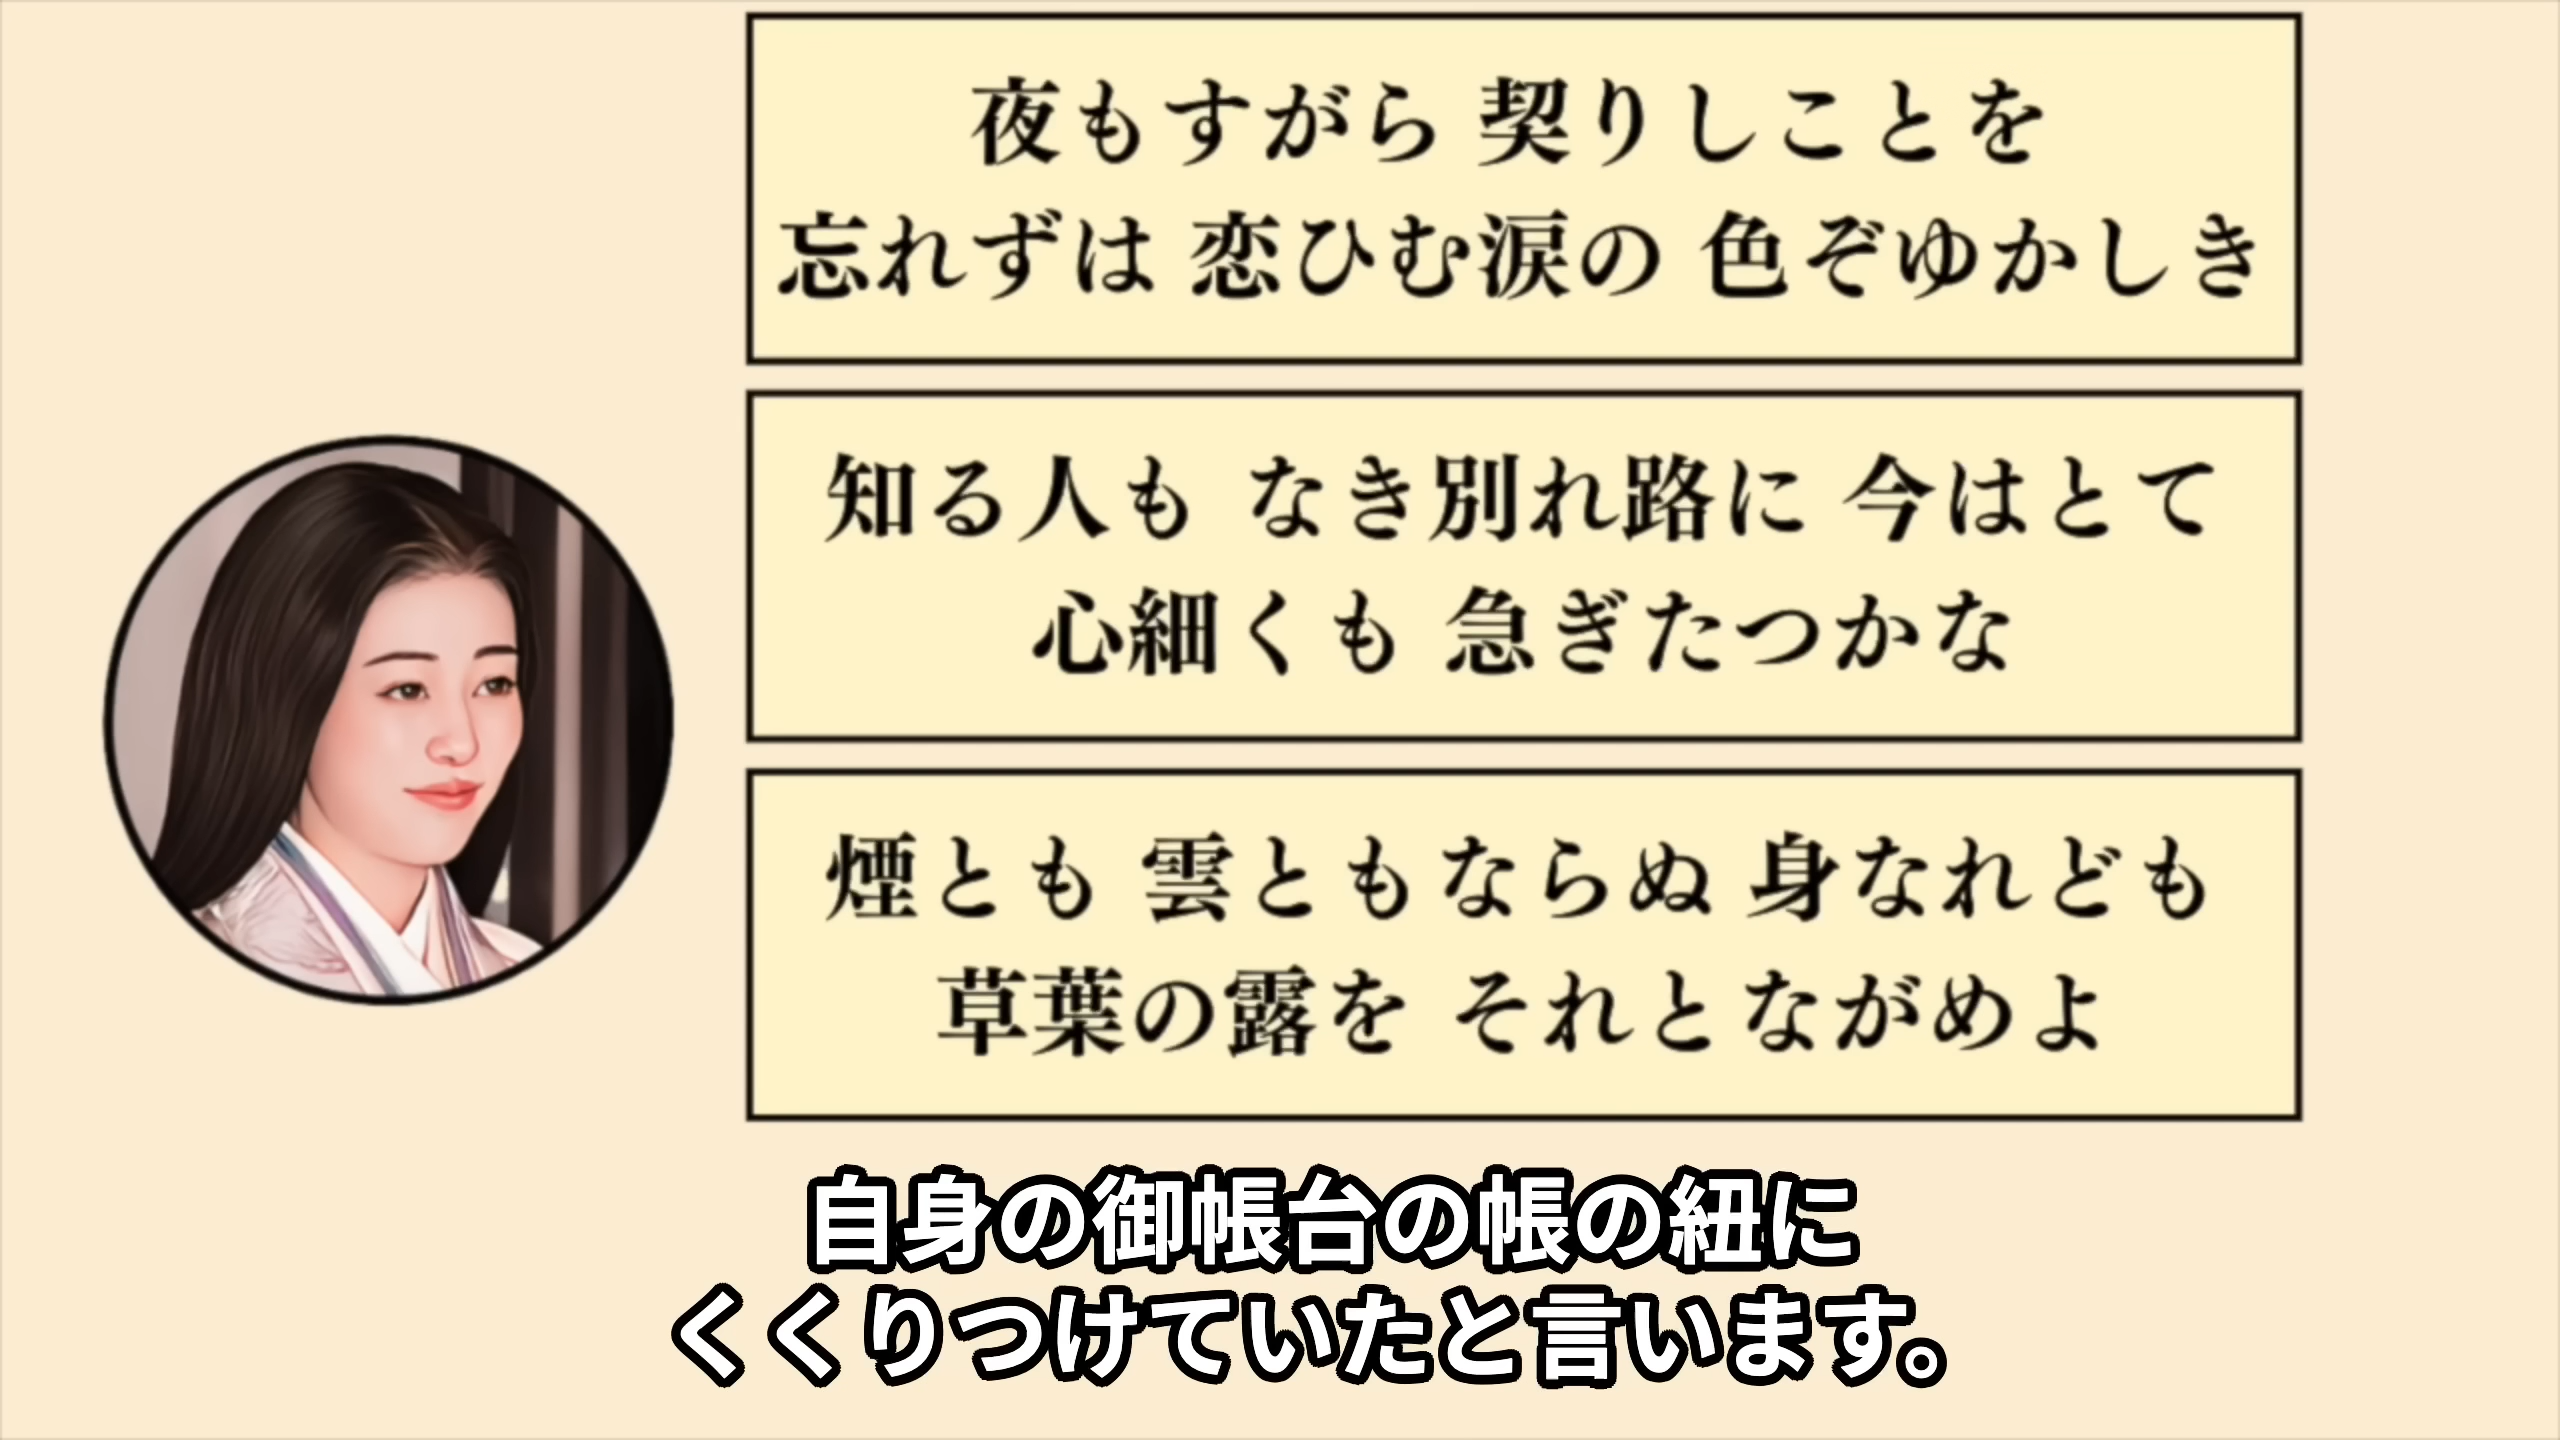 夜もすがら 契りしことを
忘れずは 恋ひむ涙の 色ぞゆかしき
知る人も なき別れ路に 今はとて
心細くも 急ぎたつかな
煙とも 雲ともならぬ 身なれども
草葉の露を それとながめよ
自身の御帳台の帳の紐に
くくりつけていたと言います。